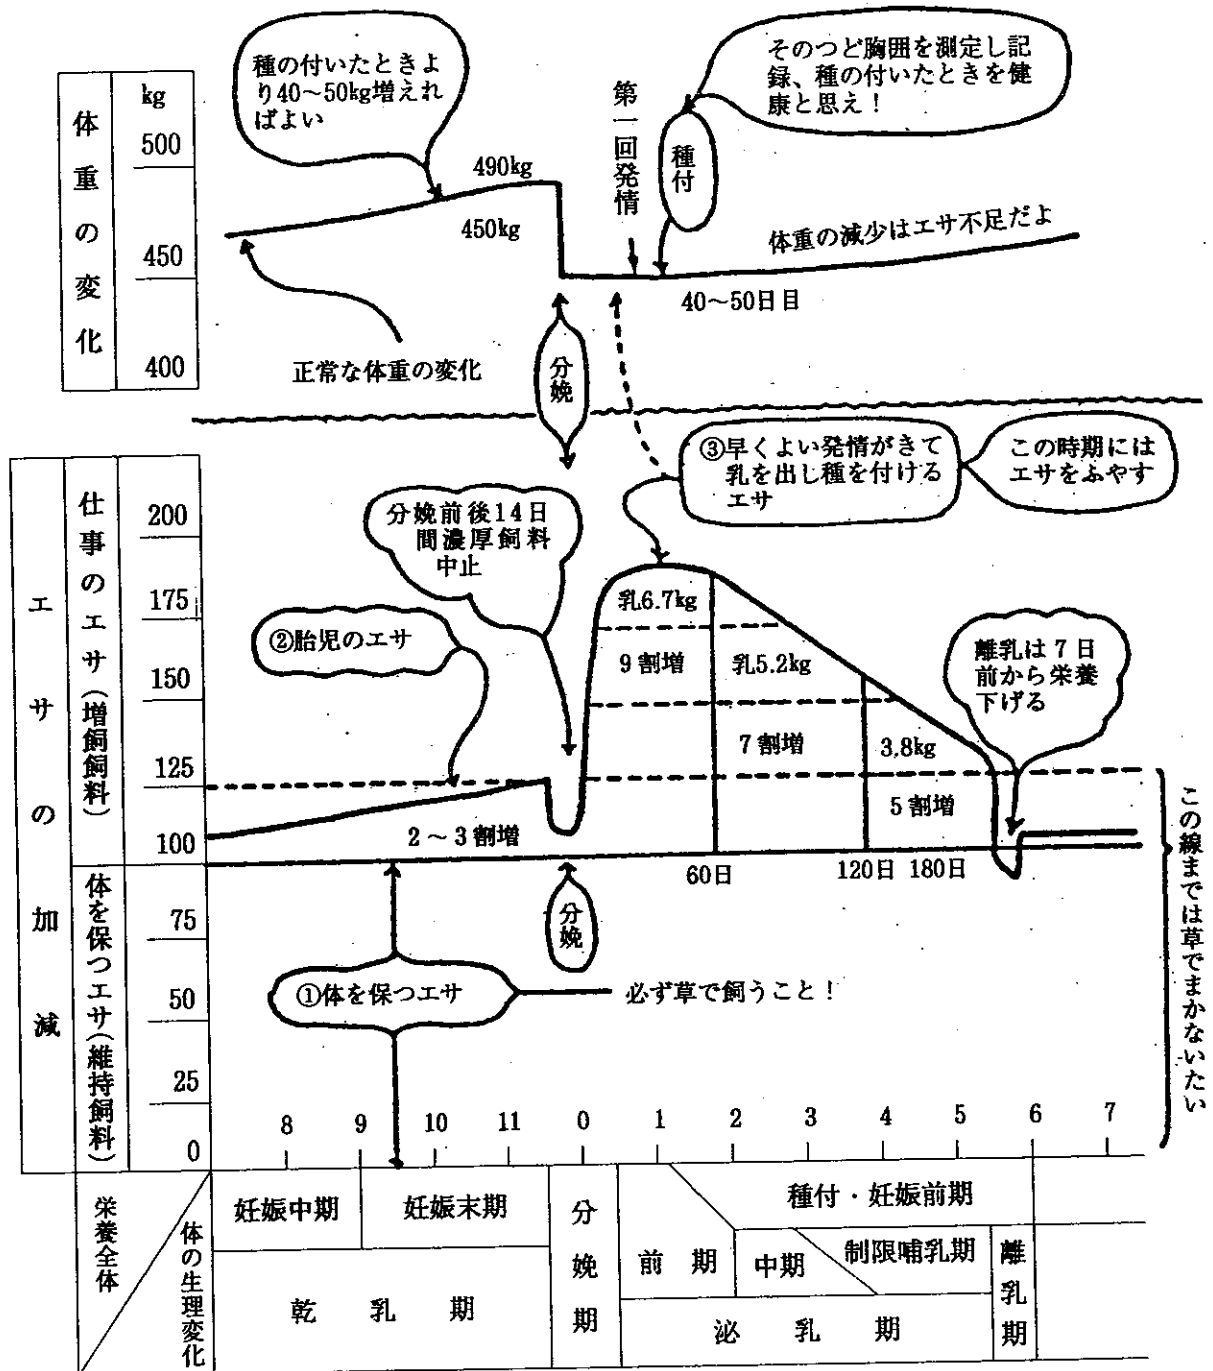 体重の変化
kg
500
450
400
種の付いたときよ
り40～50kg増えれ
ばよい
490kg
450kg
第一回発情
種付
そのつど胸囲を測定し記
録、種の付いたときを健
康と思え！
体重の減少はエサ不足だよ
40～50日目
正常な体重の変化
分娩
エサの加減
仕事のエサ(増飼飼料)
体を保つエサ(維持飼料)
200
175
150
125
100
75
50
25
0
分娩前後14日
間濃厚飼料
中止
②胎児のエサ
③早くよい発情がきて
乳を出し種を付ける
エサ
この時期には
エサをふやす
乳6.7kg
9割増
乳5.2kg
7割増
3.8kg
5割増
離乳は7日
前から栄養
下げる
2～3割増
60日
120日
180日
分娩
①体を保つエサ
必ず草で飼うこと！
この線までは草でまかないたい
8 9 10 11 0 1 2 3 4 5 6 7
栄養全体
体の生理変化
妊娠中期
妊娠末期
分娩期
種付・妊娠前期
前期
中期
制限哺乳期
離乳期
乾乳期
泌乳期